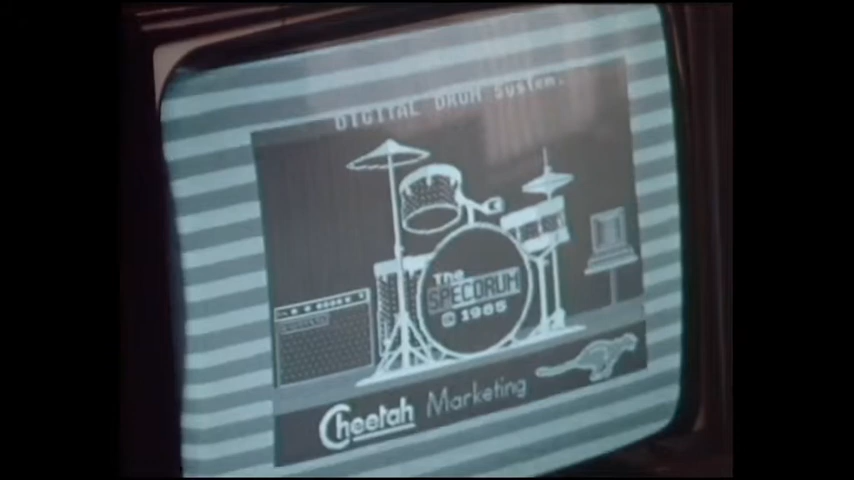 DIGITAL DRUM System.
The
SPECDRUM
© 1985
Cheetah Marketing